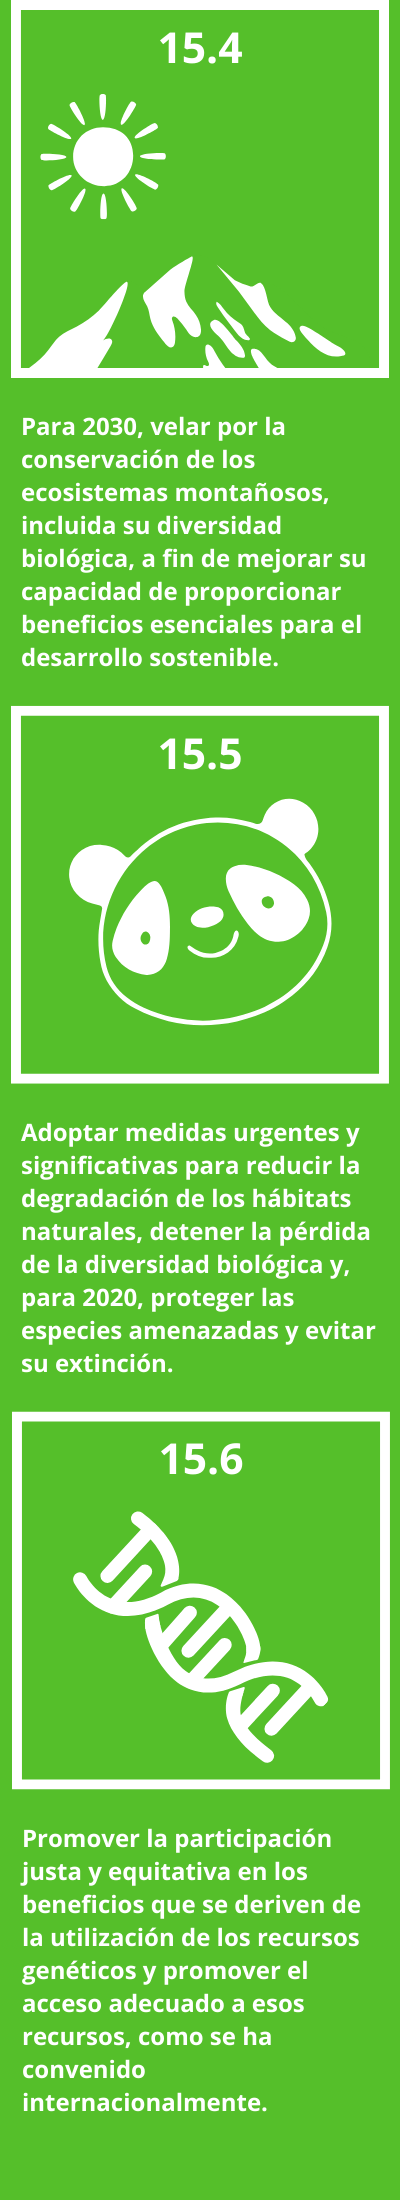 15.4
Para 2030, velar por la
conservación de los
ecosistemas montañosos,
incluida su diversidad
biológica, a fin de mejorar su
capacidad de proporcionar
beneficios esenciales para el
desarrollo sostenible.
15.5
Adoptar medidas urgentes y
significativas para reducir la
degradación de los hábitats
naturales, detener la pérdida
de la diversidad biológica y,
para 2020, proteger las
especies amenazadas y evitar
su extinción.
15.6
Promover la participación
justa y equitativa en los
beneficios que se deriven de
la utilización de los recursos
genéticos y promover el
acceso adecuado a esos
recursos, como se ha
convenido
internacionalmente.